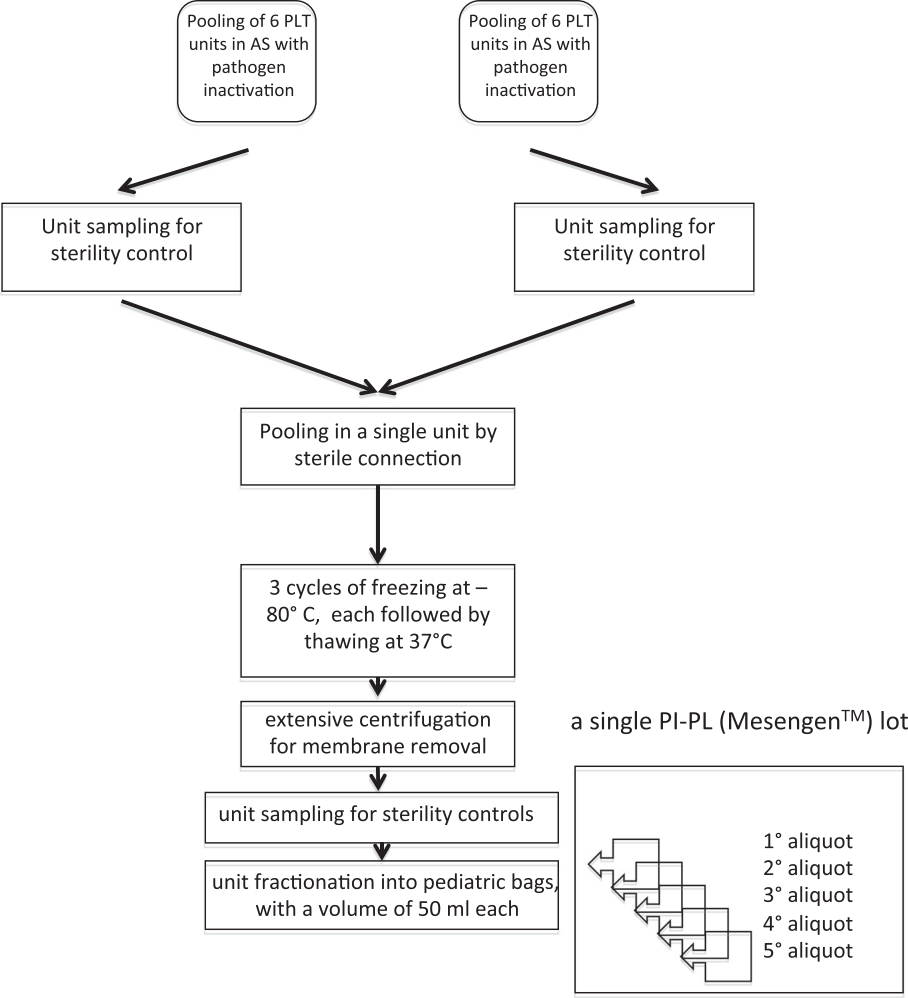 Pooling of 6 PLT
units in AS with
pathogen
inactivation
Pooling of 6 PLT
units in AS with
pathogen
inactivation
Unit sampling for
sterility control
Unit sampling for
sterility control
Pooling in a single unit by
sterile connection
3 cycles of freezing at –
80° C, each followed by
thawing at 37°C
extensive centrifugation
for membrane removal
unit sampling for sterility controls
unit fractionation into pediatric bags,
with a volume of 50 ml each
a single PI-PL (Mesengen™) lot
1° aliquot
2° aliquot
3° aliquot
4° aliquot
5° aliquot